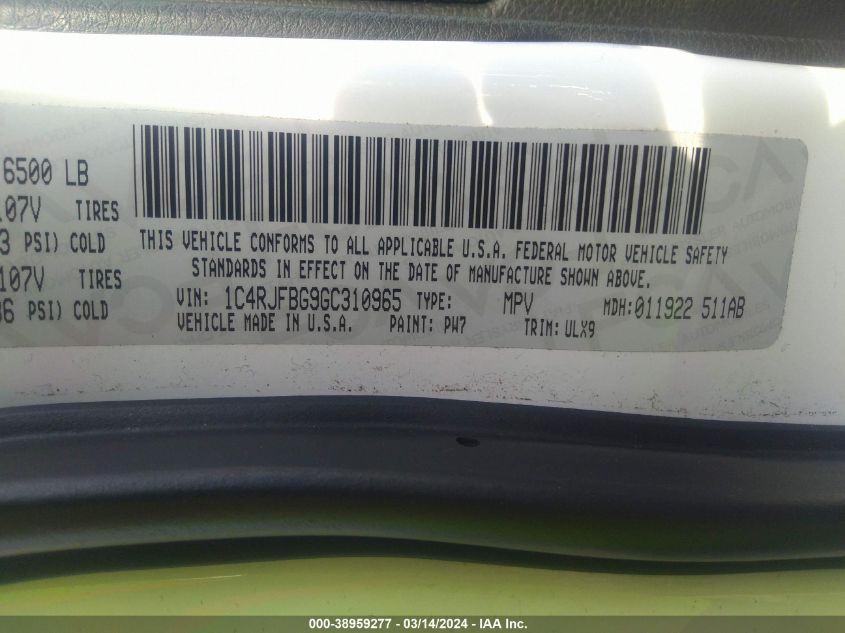 6500 LB
107V TIRES
3 PSI) COLD
107V TIRES
36 PSI) COLD
THIS VEHICLE CONFORMS TO ALL APPLICABLE U.S.A. FEDERAL MOTOR VEHICLE SAFETY
STANDARDS IN EFFECT ON THE DATE OF MANUFACTURE SHOWN ABOVE.
VIN: 1C4RJFBG9GC310965 TYPE: MPV MDH:011922 511AB
VEHICLE MADE IN U.S.A. PAINT: PW7 TRIM: ULX9
000-38959277 - 03/14/2024 - IAA Inc.